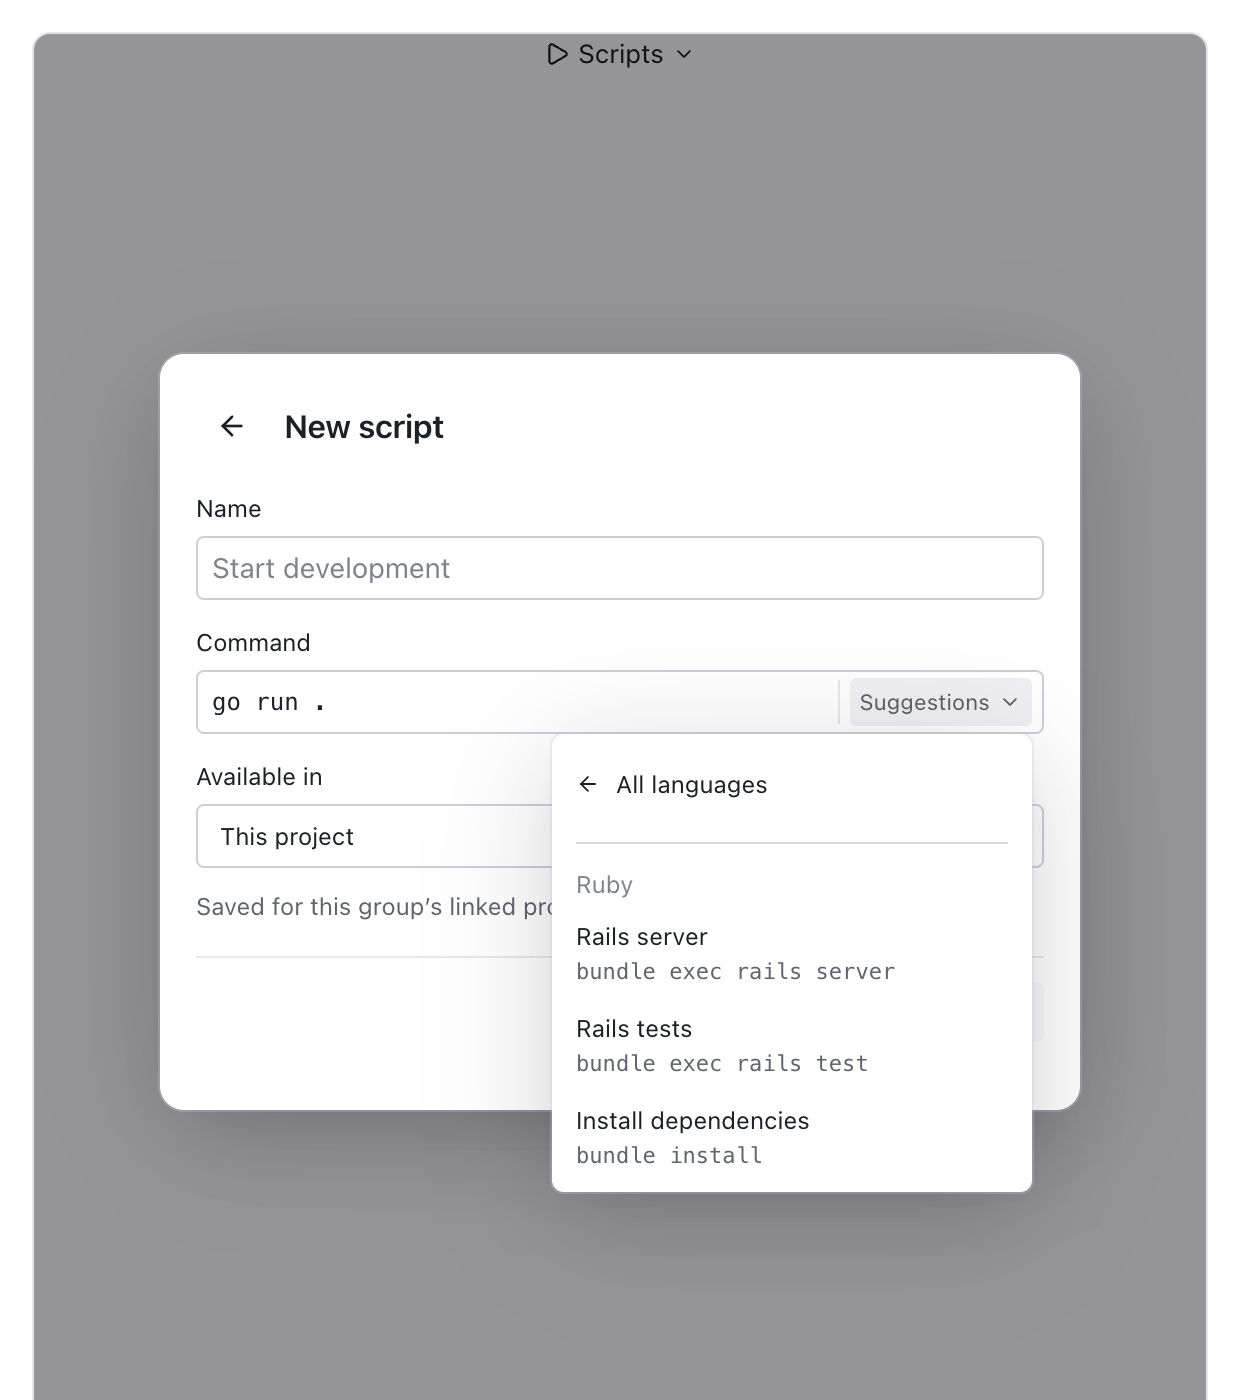 Scripts
New script
Name
Start development
Command
go run .
Suggestions
Available in
This project
Saved for this group’s linked
All languages
Ruby
Rails server
bundle exec rails server
Rails tests
bundle exec rails test
Install dependencies
bundle install